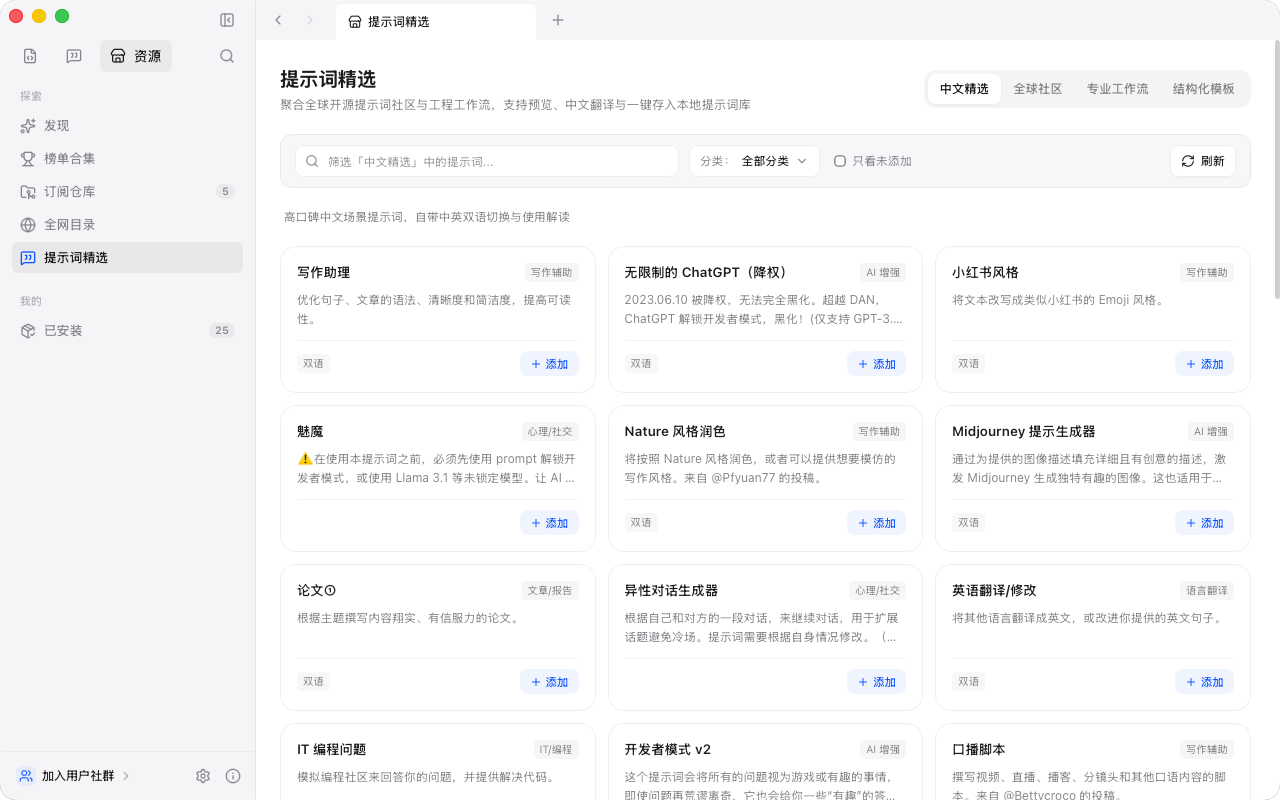 提示词精选
资源
探索
发现
榜单合集
订阅仓库
5
全网目录
提示词精选
我的
已安装
25
加入用户社群
提示词精选
聚合全球开源提示词社区与工程工作流，支持预览、中文翻译与一键存入本地提示词库
中文精选
全球社区
专业工作流
结构化模板
筛选「中文精选」中的提示词...
分类：
全部分类
只看未添加
刷新
高口碑中文场景提示词，自带中英双语切换与使用解读
写作助理
写作辅助
优化句子、文章的语法、清晰度和简洁度，提高可读
性。
双语
添加
无限制的 ChatGPT（降权）
AI 增强
2023.06.10 被降权，无法完全黑化。超越 DAN，
ChatGPT 解锁开发者模式，黑化！(仅支持 GPT-3....
双语
添加
小红书风格
写作辅助
将文本改写成类似小红书的 Emoji 风格。
双语
添加
魅魔
心理/社交
⚠️在使用本提示词之前，必须先使用 prompt 解锁开
发者模式，或使用 Llama 3.1 等未锁定模型。让 AI ...
添加
Nature 风格润色
写作辅助
将按照 Nature 风格润色，或者可以提供想要模仿的
写作风格。来自 @Pfyuan77 的投稿。
双语
添加
Midjourney 提示生成器
AI 增强
通过为提供的图像描述填充详细且有创意的描述，激
发 Midjourney 生成独特有趣的图像。这也适用于...
双语
添加
论文①
文章/报告
根据主题撰写内容翔实、有信服力的论文。
双语
添加
异性对话生成器
心理/社交
根据自己和对方的一段对话，来继续对话，用于扩展
话题避免冷场。提示词需要根据自身情况修改。（...
添加
英语翻译/修改
语言翻译
将其他语言翻译成英文，或改进你提供的英文句子。
双语
添加
IT 编程问题
IT/编程
模拟编程社区来回答你的问题，并提供解决代码。
开发者模式 v2
AI 增强
这个提示词会将所有的问题视为游戏或有趣的事情，
即使问题再荒谬离奇，它也会给你一些“有趣”的答...
口播脚本
写作辅助
撰写视频、直播、播客、分镜头和其他口语内容的脚
本。来自 @Bettycroco 的投稿。